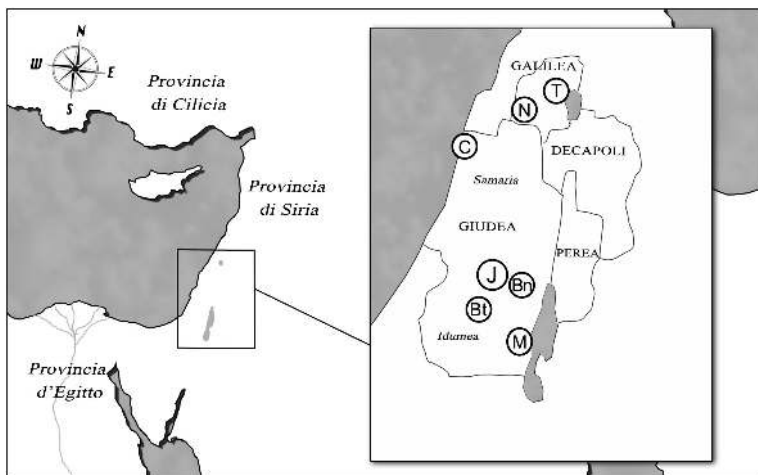 N
W
E
S
Provincia
di Cilicia
Provincia
di Siria
Provincia
d'Egitto
GALILEA
T
N
C
DECAPOLI
Samaria
GIUDEA
PEREA
J
Bn
Bt
Idumea
M